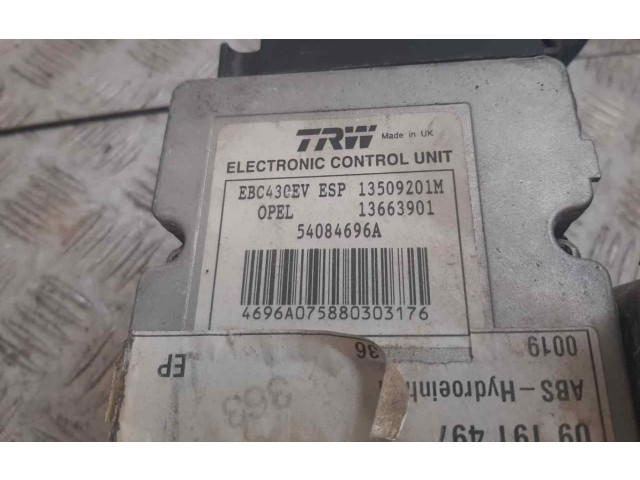 TRW Made in UK
ELECTRONIC CONTROL UNIT
EBC430EV ESP 13509201M
OPEL 13663901
54084696A
4696A075880303176
0019 36 EP
ABS-Hydroeinh
363
09 191 497